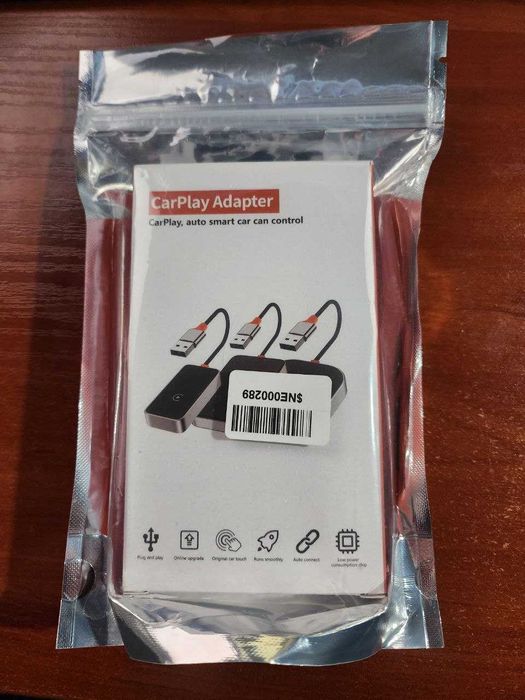 CarPlay Adapter
CarPlay, auto smart car can control
$NE000289
Plug and play
Online upgrade
Original car touch
Runs smoothly
Auto connect
Low power
consumption chip